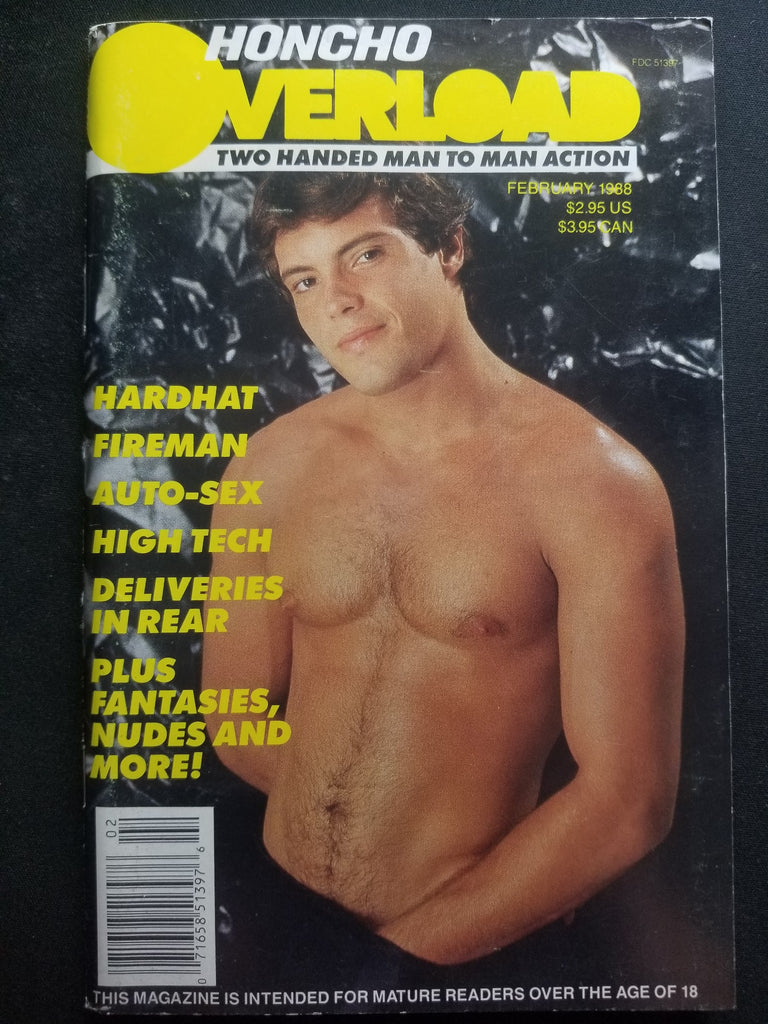 HONCHO
OVERLOAD
FDC 51397
TWO HANDED MAN TO MAN ACTION
FEBRUARY 1988
$2.95 US
$3.95 CAN
HARDHAT
FIREMAN
AUTO-SEX
HIGH TECH
DELIVERIES
IN REAR
PLUS
FANTASIES,
NUDES AND
MORE!
02
0 71658 51397 6
THIS MAGAZINE IS INTENDED FOR MATURE READERS OVER THE AGE OF 18